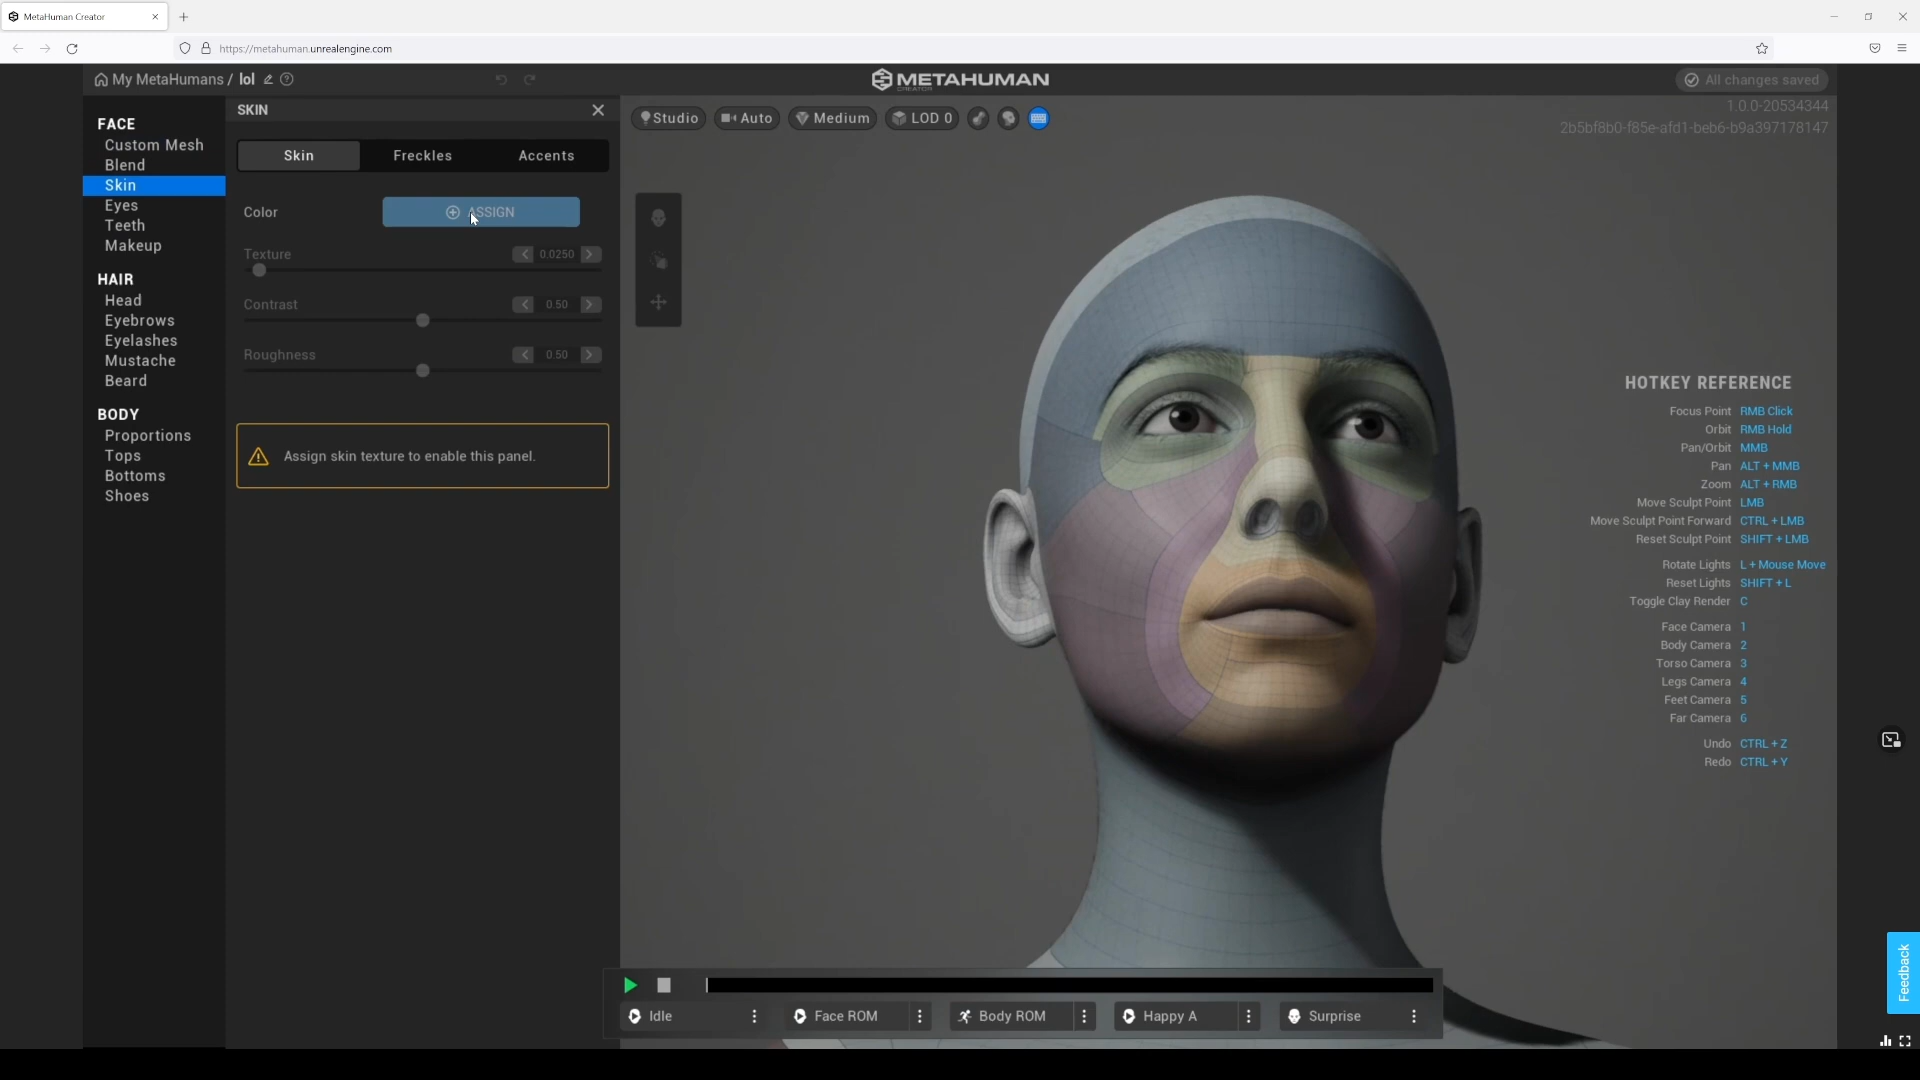 MetaHuman Creator
https://metahuman.unrealengine.com
My MetaHumans / lol
METAHUMAN
CREATOR
All changes saved
FACE
Custom Mesh
Blend
Skin
Eyes
Teeth
Makeup
HAIR
Head
Eyebrows
Eyelashes
Mustache
Beard
BODY
Proportions
Tops
Bottoms
Shoes
SKIN
Skin
Freckles
Accents
Color
ASSIGN
Texture
0.0250
Contrast
0.50
Roughness
0.50
Assign skin texture to enable this panel.
Studio
Auto
Medium
LOD 0
1.0.0-20534344
2b5bf8b0-f85e-afd1-beb6-b9a397178147
HOTKEY REFERENCE
Focus Point RMB Click
Orbit RMB Hold
Pan/Orbit MMB
Pan ALT + MMB
Zoom ALT + RMB
Move Sculpt Point LMB
Move Sculpt Point Forward CTRL + LMB
Reset Sculpt Point SHIFT + LMB
Rotate Lights L + Mouse Move
Reset Lights SHIFT + L
Toggle Clay Render C
Face Camera 1
Body Camera 2
Torso Camera 3
Legs Camera 4
Feet Camera 5
Far Camera 6
Undo CTRL + Z
Redo CTRL + Y
Feedback
Idle
Face ROM
Body ROM
Happy A
Surprise